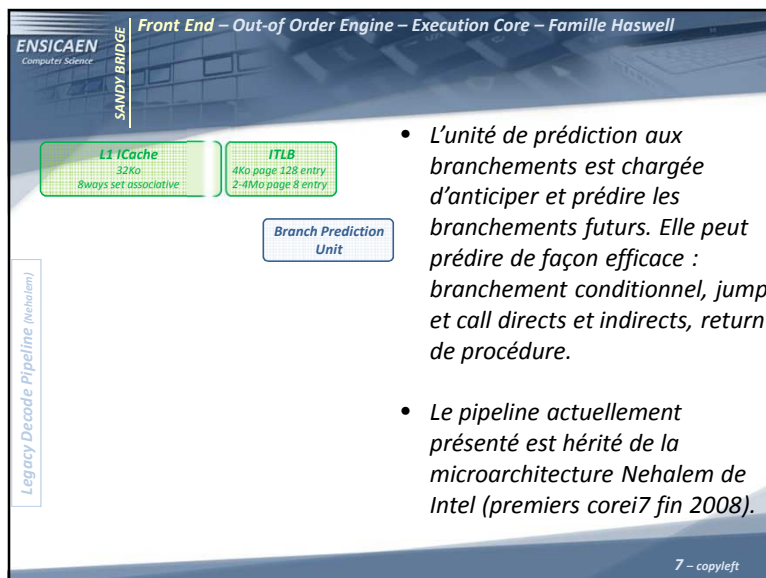 Front End – Out-of Order Engine – Execution Core – Famille Haswell
ENSICAEN
Computer Science
SANDY BRIDGE
L1 ICache
32Ko
8ways set associative
ITLB
4Ko page 128 entry
2-4Mo page 8 entry
Branch Prediction
Unit
Legacy Decode Pipeline (Nehalem)
• L'unité de prédiction aux
branchements est chargée
d'anticiper et prédire les
branchements futurs. Elle peut
prédire de façon efficace :
branchement conditionnel, jump
et call directs et indirects, return
de procédure.
• Le pipeline actuellement
présenté est hérité de la
microarchitecture Nehalem de
Intel (premiers corei7 fin 2008).
7 – copyleft